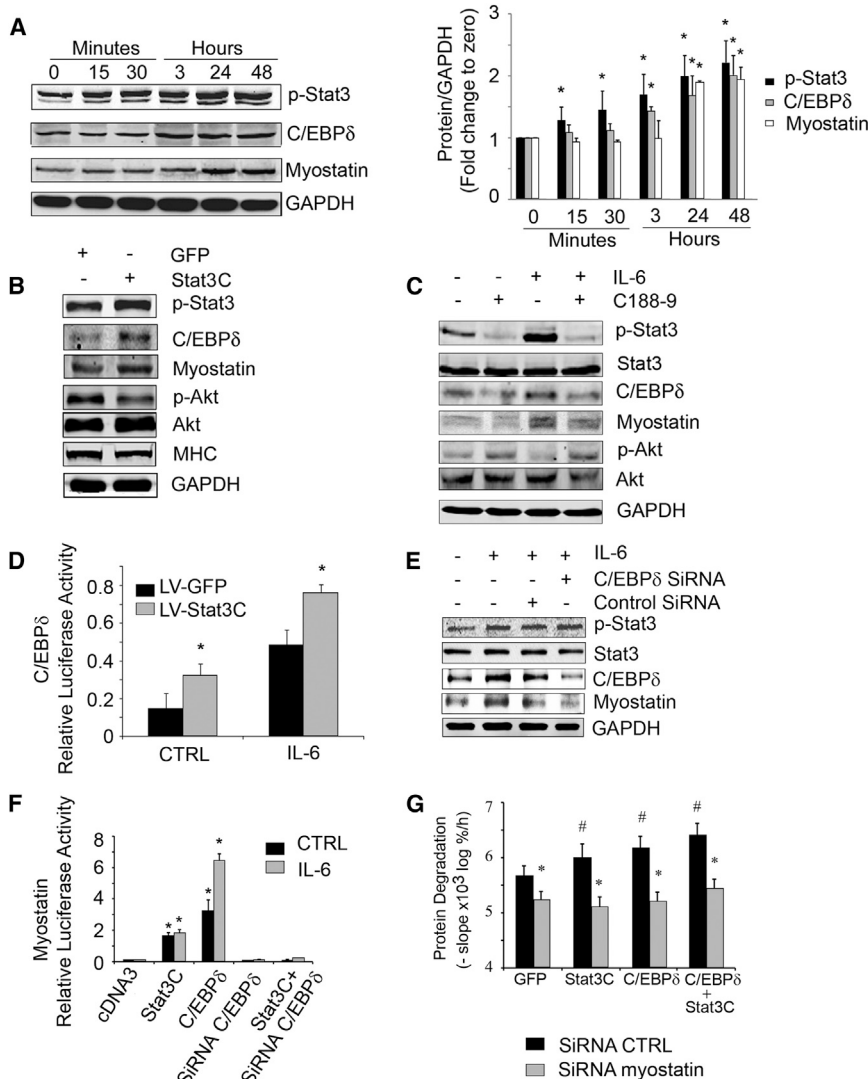 A
Minutes Hours
0 15 30 3 24 48
p-Stat3
C/EBPδ
Myostatin
GAPDH
Protein/GAPDH
(Fold change to zero)
3
2
1
0
* * * * * * * * * *
p-Stat3
C/EBPδ
Myostatin
0 15 30 3 24 48
Minutes Hours
B
+ - GFP
- + Stat3C
p-Stat3
C/EBPδ
Myostatin
p-Akt
Akt
MHC
GAPDH
C
- - + + IL-6
- + - + C188-9
p-Stat3
Stat3
C/EBPδ
Myostatin
p-Akt
Akt
GAPDH
D
C/EBPδ
Relative Luciferase Activity
0.8
0.6
0.4
0.2
0
LV-GFP
LV-Stat3C
* *
CTRL IL-6
E
- + + + IL-6
- - - + C/EBPδ SiRNA
- - + - Control SiRNA
p-Stat3
Stat3
C/EBPδ
Myostatin
GAPDH
F
Myostatin
Relative Luciferase Activity
8
6
4
2
0
CTRL
IL-6
* * * *
cDNA3
Stat3C
C/EBPδ
SiRNA C/EBPδ
Stat3C+
SiRNA C/EBPδ
G
Protein Degradation
(- slope x10³ log %/h)
7
6
5
4
# # #
* * * *
GFP Stat3C C/EBPδ C/EBPδ
+
Stat3C
SiRNA CTRL
SiRNA myostatin